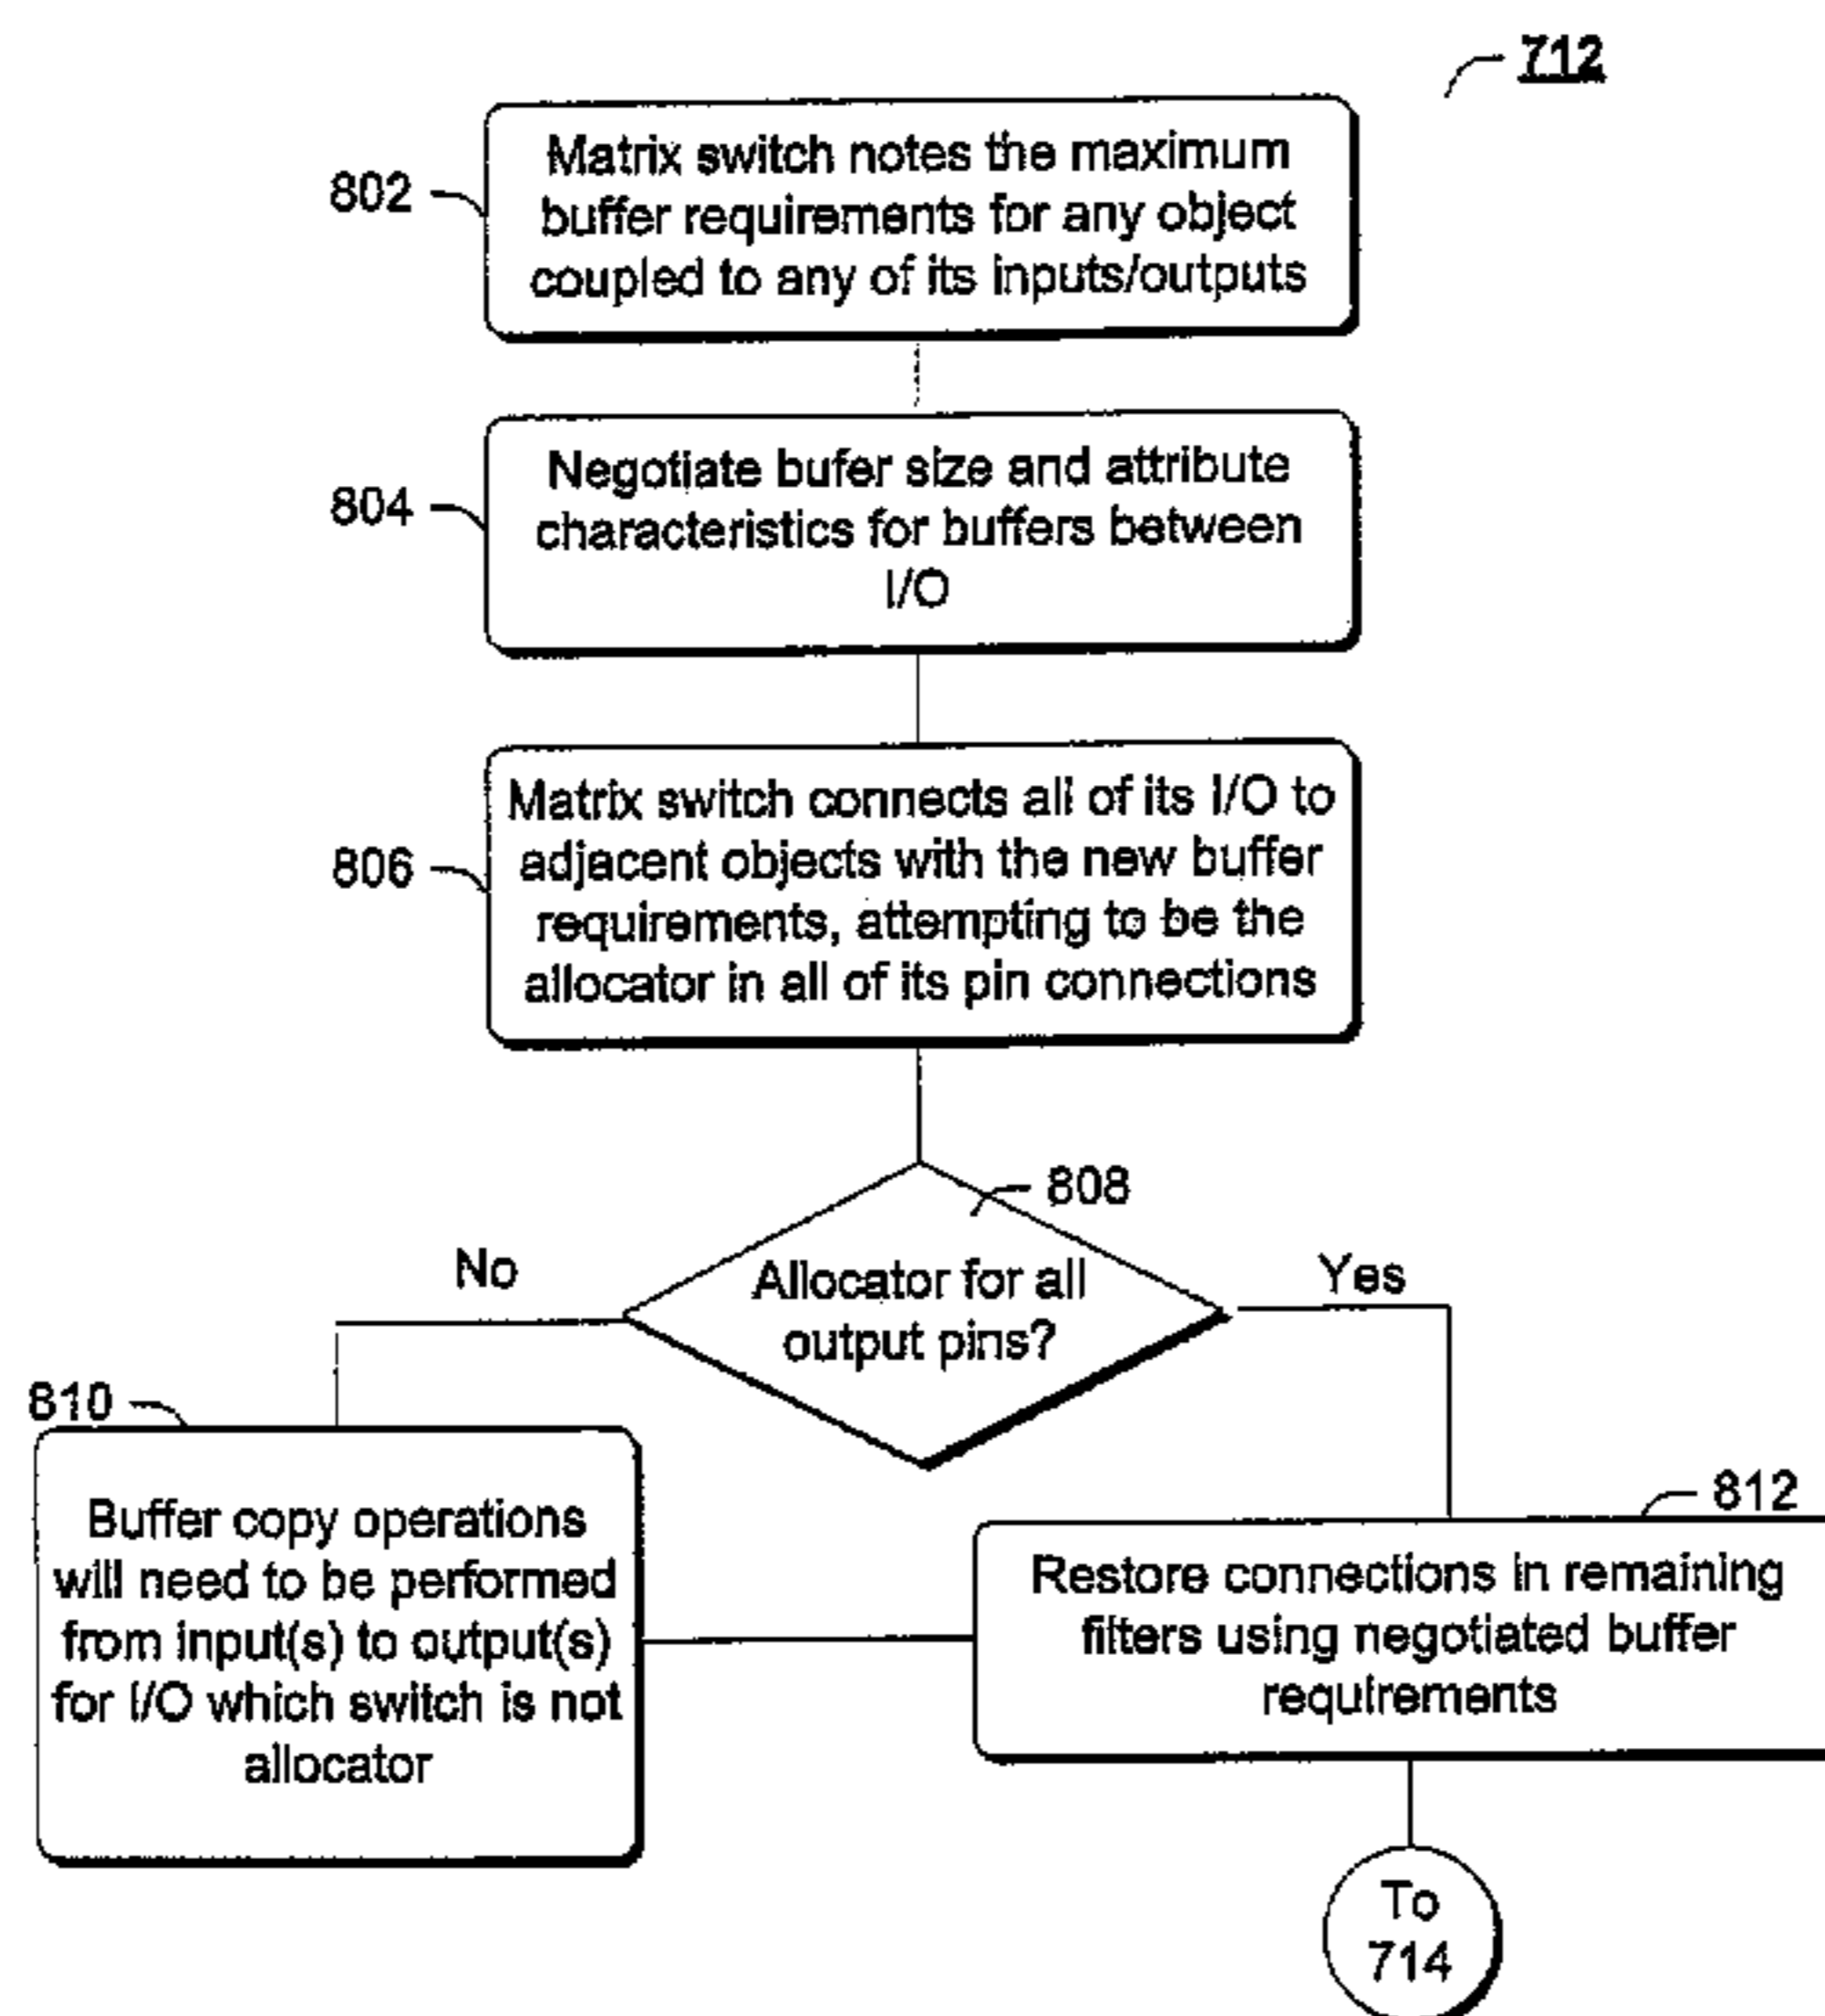 712
802
Matrix switch notes the maximum
buffer requirements for any object
coupled to any of its inputs/outputs
804
Negotiate bufer size and attribute
characteristics for buffers between
I/O
806
Matrix switch connects all of its I/O to
adjacent objects with the new buffer
requirements, attempting to be the
allocator in all of its pin connections
808
No
Allocator for all
output pins?
Yes
810
Buffer copy operations
will need to be performed
from input(s) to output(s)
for I/O which switch is not
allocator
812
Restore connections in remaining
filters using negotiated buffer
requirements
To
714